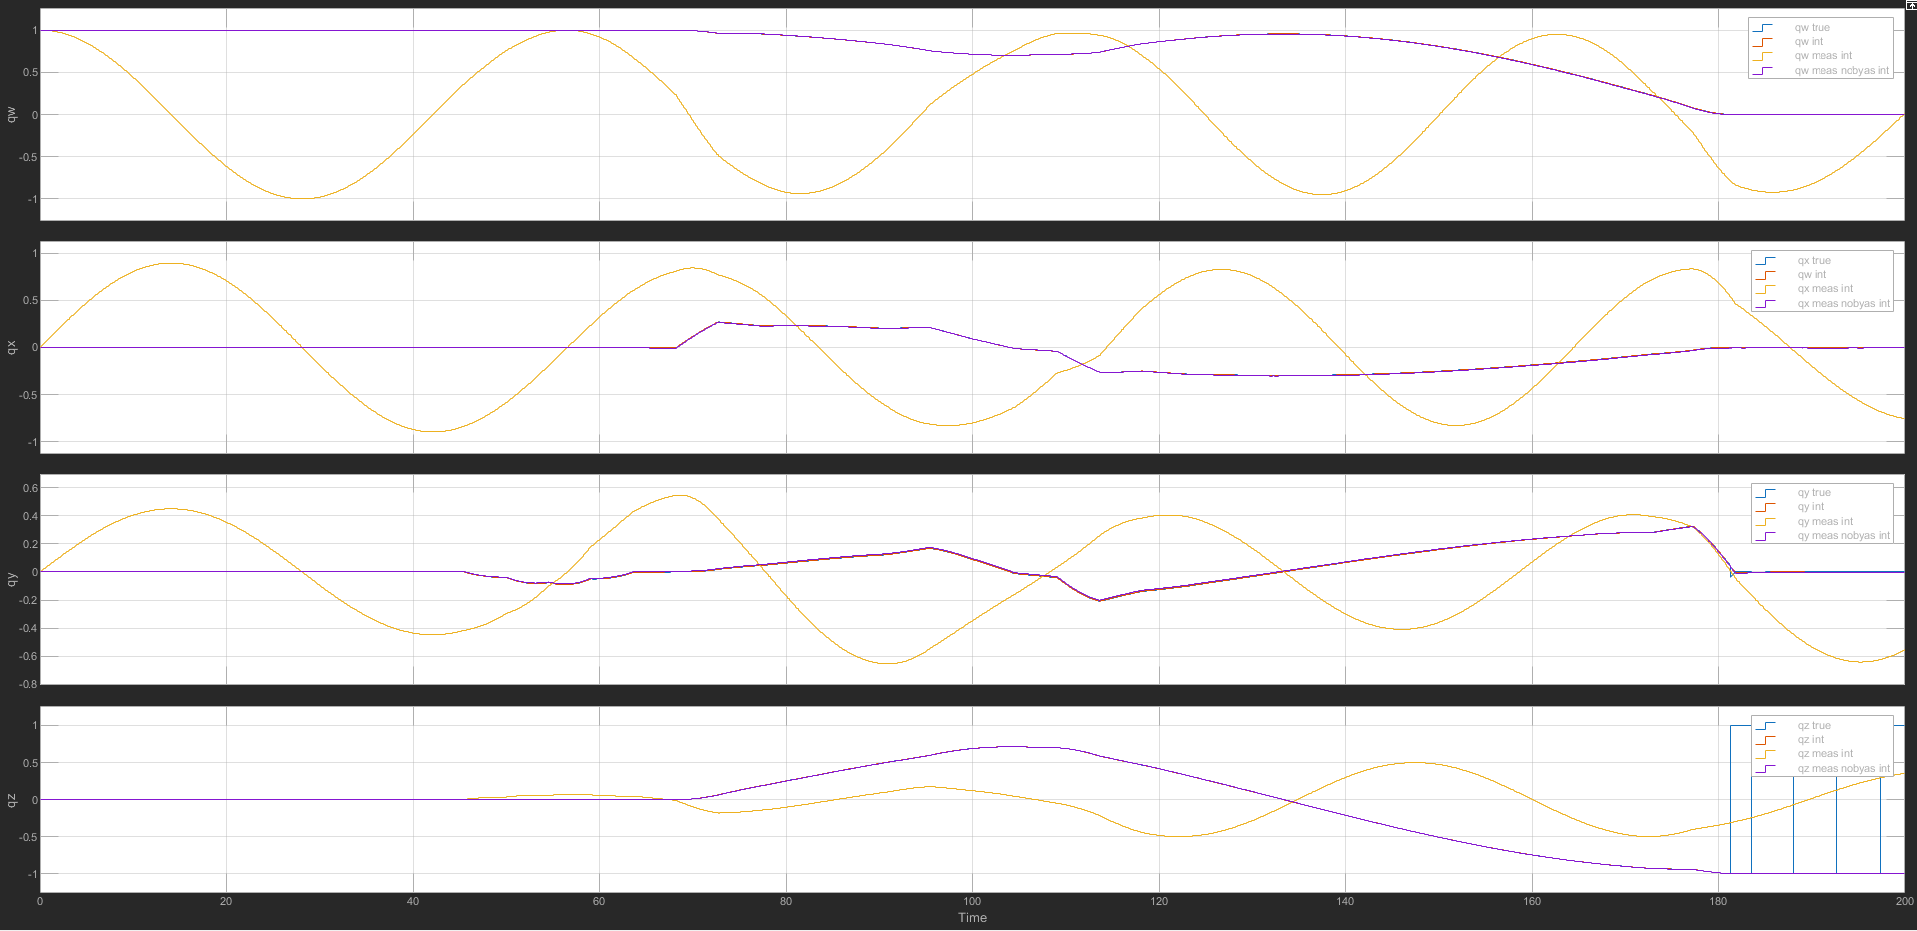 qw
1
0.5
0
-0.5
-1
qw true
qw int
qw meas int
qw meas nobyas int
qx
1
0.5
0
-0.5
-1
qx true
qw int
qx meas int
qx meas nobyas int
qy
0.6
0.4
0.2
0
-0.2
-0.4
-0.6
-0.8
qy true
qy int
qy meas int
qy meas nobyas int
qz
1
0.5
0
-0.5
-1
qz true
qz int
qz meas int
qz meas nobyas int
0 20 40 60 80 100 120 140 160 180 200
Time